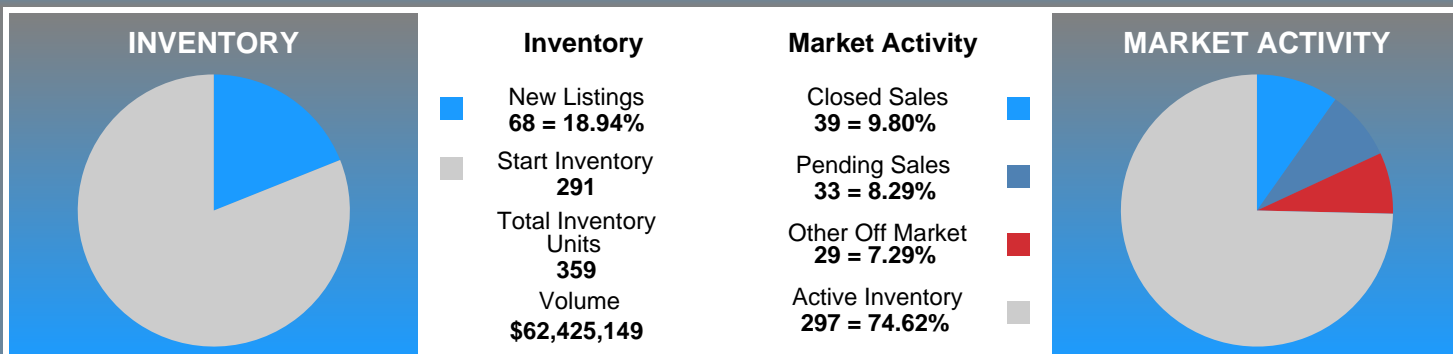 INVENTORY
Inventory
New Listings
68 = 18.94%
Start Inventory
291
Total Inventory
Units
359
Volume
$62,425,149
Market Activity
Closed Sales
39 = 9.80%
Pending Sales
33 = 8.29%
Other Off Market
29 = 7.29%
Active Inventory
297 = 74.62%
MARKET ACTIVITY